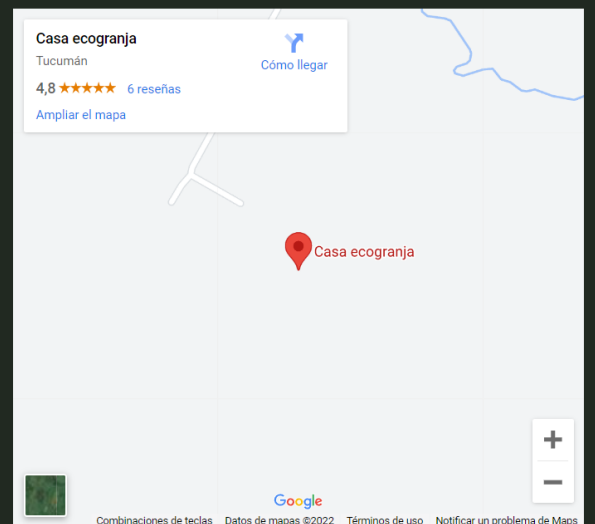 Casa ecogranja
Tucumán
Cómo llegar
4,8 ★★★★★ 6 reseñas
Ampliar el mapa
Casa ecogranja
Google
Combinaciones de teclas Datos de mapas ©2022 Términos de uso Notificar un problema de Maps